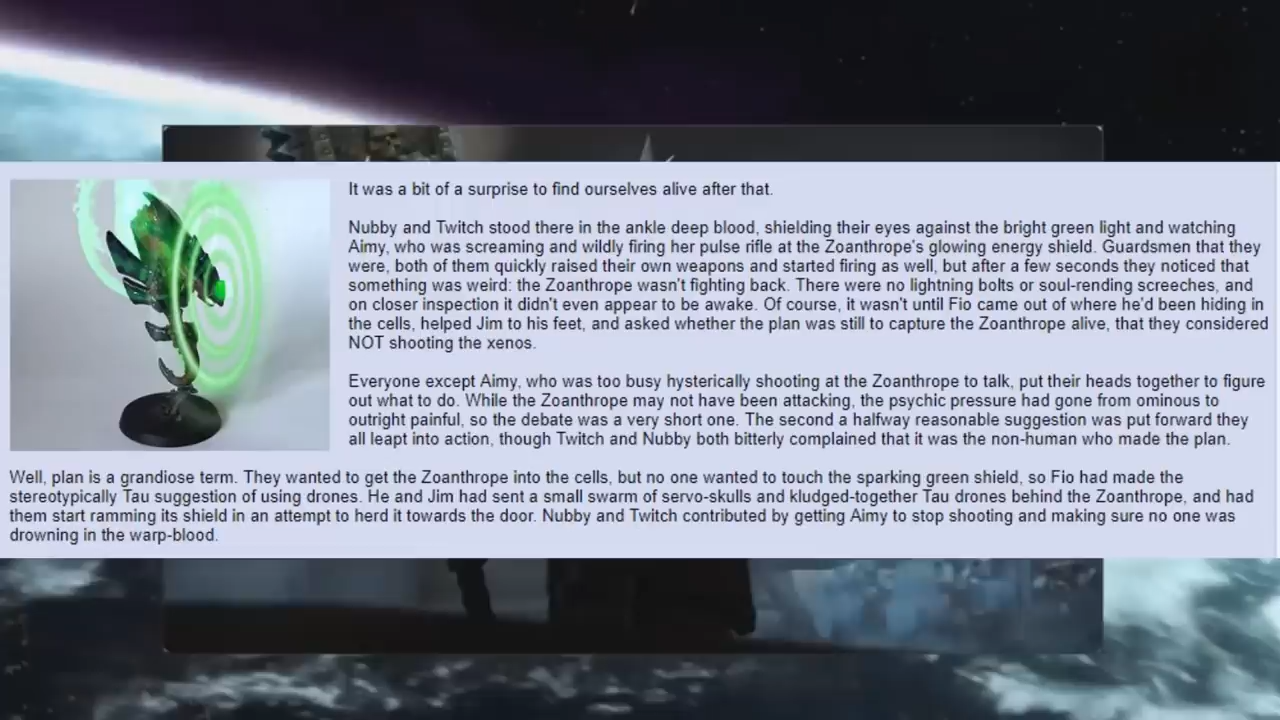 It was a bit of a surprise to find ourselves alive after that.
Nubby and Twitch stood there in the ankle deep blood, shielding their eyes against the bright green light and watching
Aimy, who was screaming and wildly firing her pulse rifle at the Zoanthrope's glowing energy shield. Guardsmen that they
were, both of them quickly raised their own weapons and started firing as well, but after a few seconds they noticed that
something was weird: the Zoanthrope wasn't fighting back. There were no lightning bolts or soul-rending screeches, and
on closer inspection it didn't even appear to be awake. Of course, it wasn't until Fio came out of where he'd been hiding in
the cells, helped Jim to his feet, and asked whether the plan was still to capture the Zoanthrope alive, that they considered
NOT shooting the xenos.
Everyone except Aimy, who was too busy hysterically shooting at the Zoanthrope to talk, put their heads together to figure
out what to do. While the Zoanthrope may not have been attacking, the psychic pressure had gone from ominous to
outright painful, so the debate was a very short one. The second a halfway reasonable suggestion was put forward they
all leapt into action, though Twitch and Nubby both bitterly complained that it was the non-human who made the plan.
Well, plan is a grandiose term. They wanted to get the Zoanthrope into the cells, but no one wanted to touch the sparking green shield, so Fio had made the
stereotypically Tau suggestion of using drones. He and Jim had sent a small swarm of servo-skulls and kludged-together Tau drones behind the Zoanthrope, and had
them start ramming its shield in an attempt to herd it towards the door. Nubby and Twitch contributed by getting Aimy to stop shooting and making sure no one was
drowning in the warp-blood.